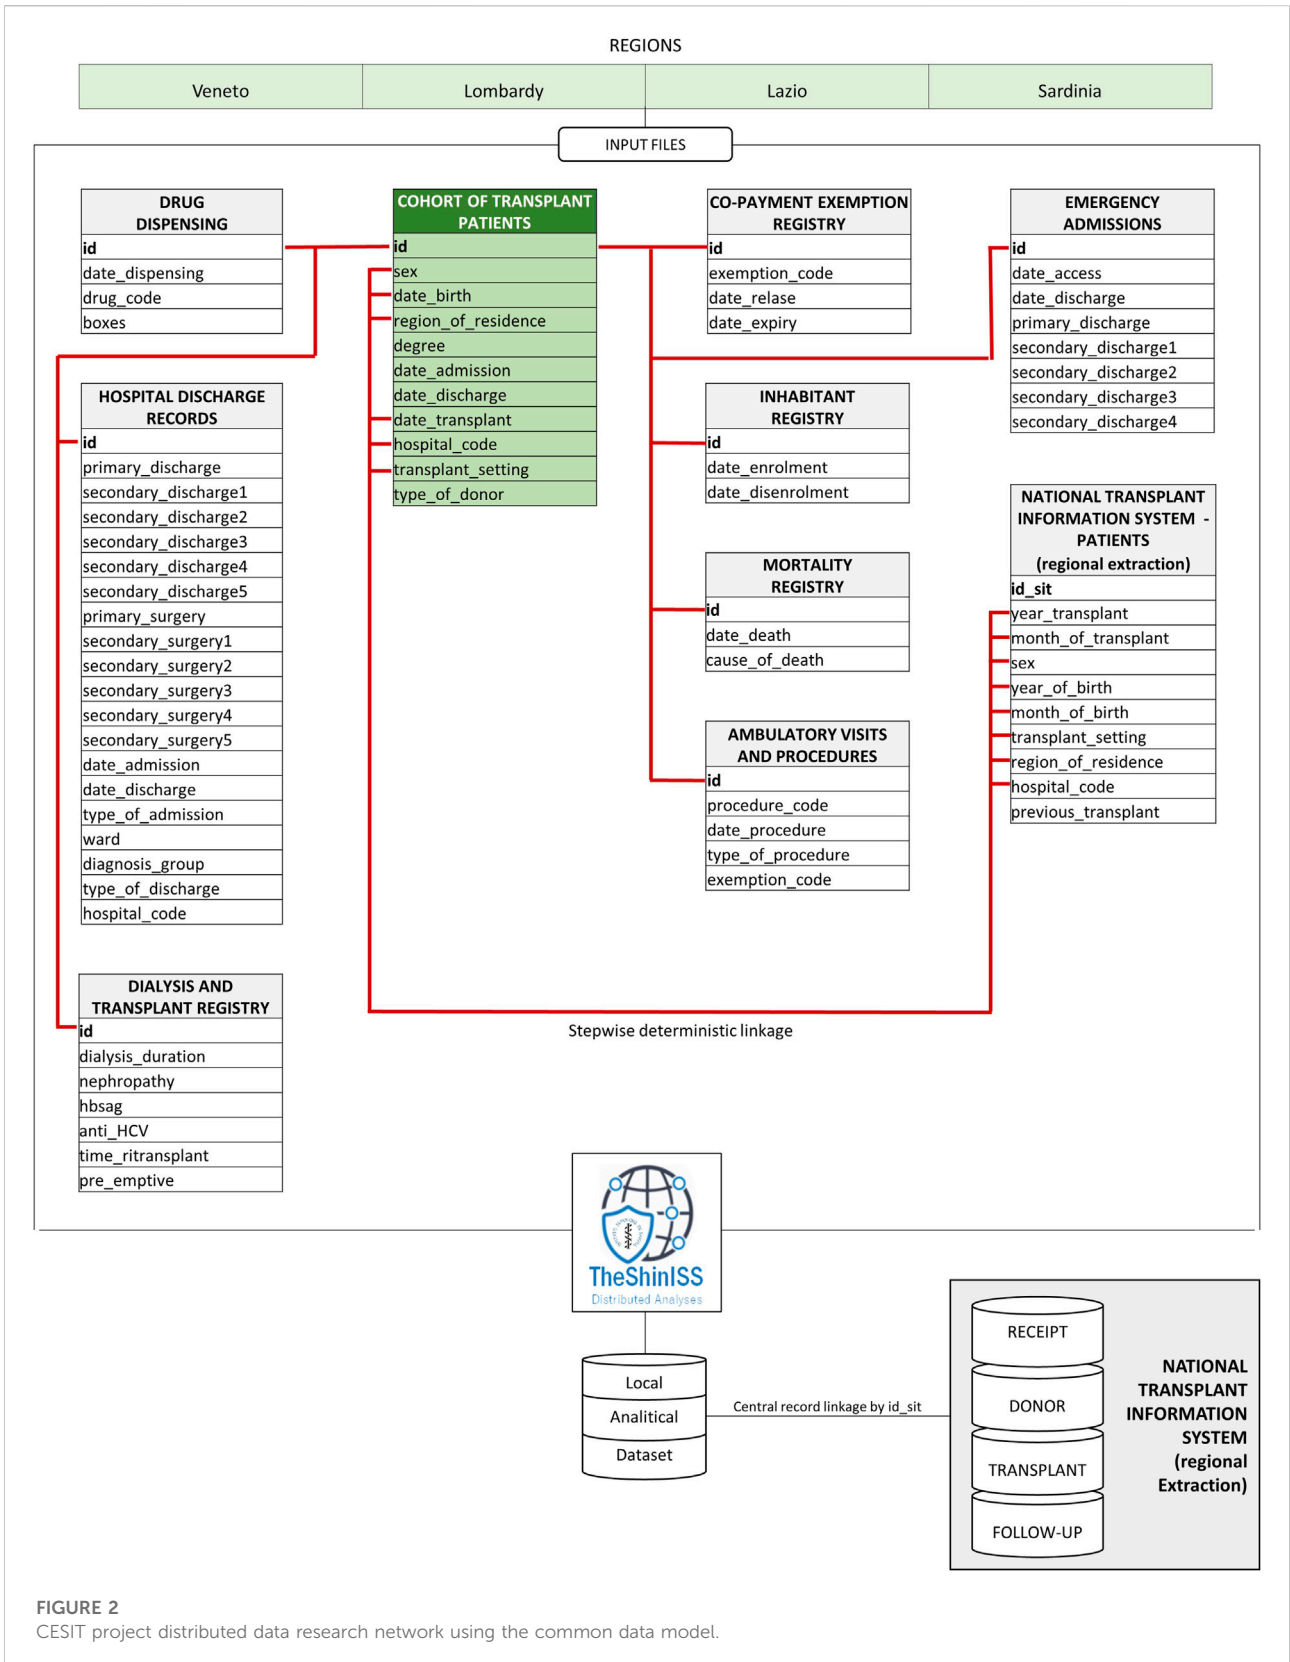 REGIONS
Veneto
Lombardy
Lazio
Sardinia
INPUT FILES
DRUG
DISPENSING
id
date_dispensing
drug_code
boxes
HOSPITAL DISCHARGE
RECORDS
id
primary_discharge
secondary_discharge1
secondary_discharge2
secondary_discharge3
secondary_discharge4
secondary_discharge5
primary_surgery
secondary_surgery1
secondary_surgery2
secondary_surgery3
secondary_surgery4
secondary_surgery5
date_admission
date_discharge
type_of_admission
ward
diagnosis_group
type_of_discharge
hospital_code
DIALYSIS AND
TRANSPLANT REGISTRY
id
dialysis_duration
nephropathy
hbsag
anti_HCV
time_ritransplant
pre_emptive
COHORT OF TRANSPLANT
PATIENTS
id
sex
date_birth
region_of_residence
degree
date_admission
date_discharge
date_transplant
hospital_code
transplant_setting
type_of_donor
CO-PAYMENT EXEMPTION
REGISTRY
id
exemption_code
date_relase
date_expiry
INHABITANT
REGISTRY
id
date_enrolment
date_disenrolment
MORTALITY
REGISTRY
id
date_death
cause_of_death
AMBULATORY VISITS
AND PROCEDURES
id
procedure_code
date_procedure
type_of_procedure
exemption_code
EMERGENCY
ADMISSIONS
id
date_access
date_discharge
primary_discharge
secondary_discharge1
secondary_discharge2
secondary_discharge3
secondary_discharge4
NATIONAL TRANSPLANT
INFORMATION SYSTEM -
PATIENTS
(regional extraction)
id_sit
year_transplant
month_of_transplant
sex
year_of_birth
month_of_birth
transplant_setting
region_of_residence
hospital_code
previous_transplant
Stepwise deterministic linkage
TheShinISS
Distributed Analyses
Local
Analitical
Dataset
Central record linkage by id_sit
RECEIPT
DONOR
TRANSPLANT
FOLLOW-UP
NATIONAL
TRANSPLANT
INFORMATION
SYSTEM
(regional
Extraction)
FIGURE 2
CESIT project distributed data research network using the common data model.